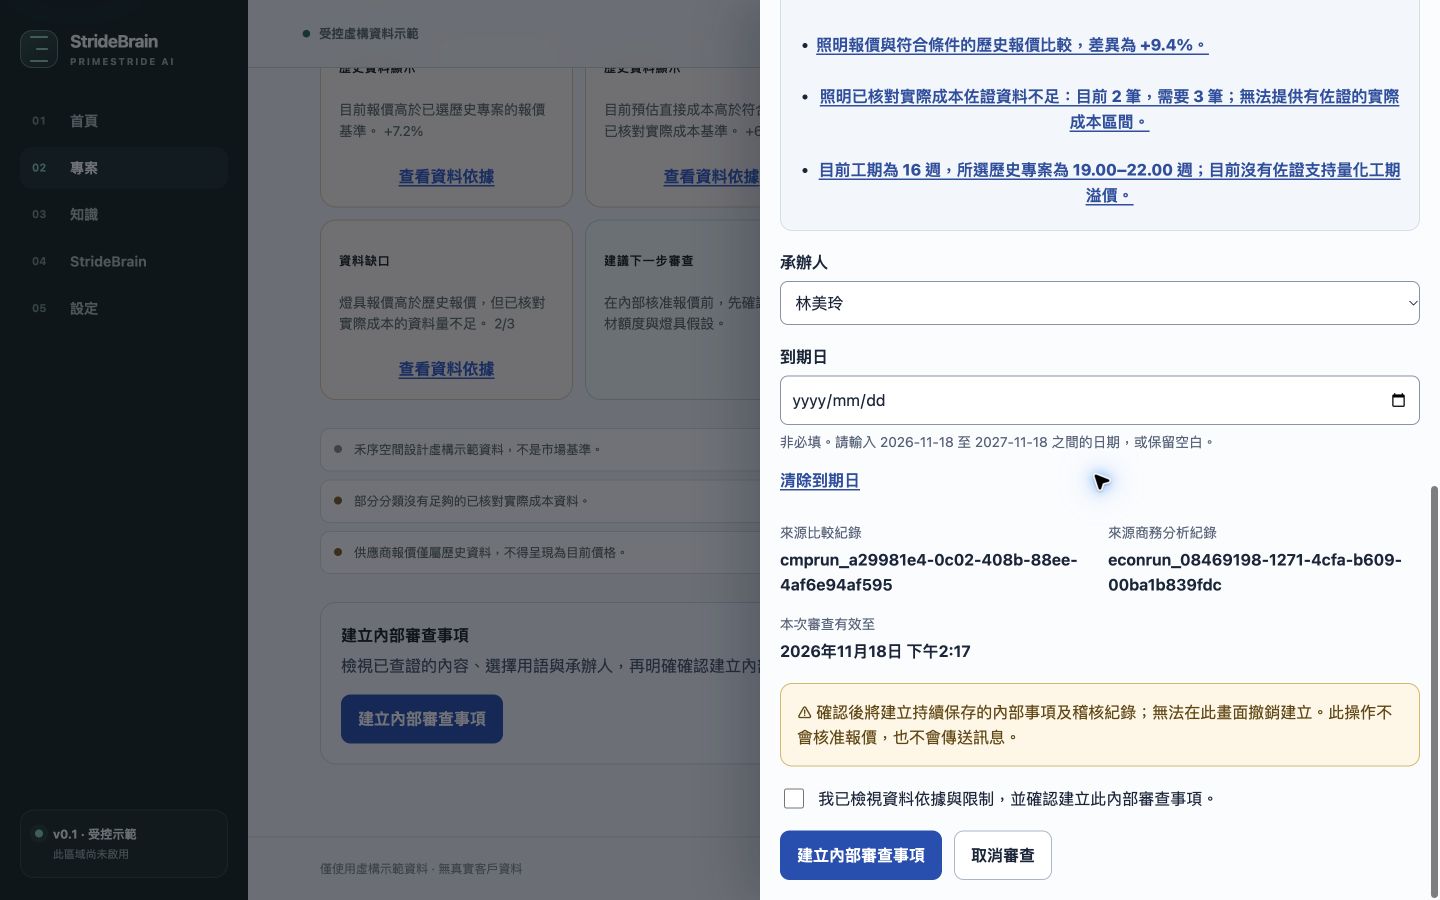 StrideBrain
PRIMESTRIDE AI
01 首頁
02 專案
03 知識
04 StrideBrain
05 設定
v0.1 · 受控示範
此區域尚未啟用
受控虛構資料示範
歷史資料顯示
目前報價高於已選歷史專案的報價
基準。 +7.2%
查看資料依據
歷史資料顯示
目前預估直接成本高於符合
已核對實際成本基準。 +6
查看資料依據
資料缺口
燈具報價高於歷史報價，但已核對
實際成本的資料量不足。 2/3
查看資料依據
建議下一步審查
在內部核准報價前，先確認
材額度與燈具假設。
禾序空間設計虛構示範資料，不是市場基準。
部分分類沒有足夠的已核對實際成本資料。
供應商報價僅屬歷史資料，不得呈現為目前價格。
建立內部審查事項
檢視已查證的內容、選擇用語與承辦人，再明確確認建立內
建立內部審查事項
僅使用虛構示範資料 · 無真實客戶資料
• 照明報價與符合條件的歷史報價比較，差異為 +9.4%。
• 照明已核對實際成本佐證資料不足：目前 2 筆，需要 3 筆；無法提供有佐證的實際
成本區間。
• 目前工期為 16 週，所選歷史專案為 19.00–22.00 週；目前沒有佐證支持量化工期
溢價。
承辦人
林美玲
到期日
yyyy/mm/dd
非必填。請輸入 2026-11-18 至 2027-11-18 之間的日期，或保留空白。
清除到期日
來源比較紀錄
cmprun_a29981e4-0c02-408b-88ee-
4af6e94af595
來源商務分析紀錄
econrun_08469198-1271-4cfa-b609-
00ba1b839fdc
本次審查有效至
2026年11月18日 下午2:17
⚠ 確認後將建立持續保存的內部事項及稽核紀錄；無法在此畫面撤銷建立。此操作不
會核准報價，也不會傳送訊息。
我已檢視資料依據與限制，並確認建立此內部審查事項。
建立內部審查事項
取消審查